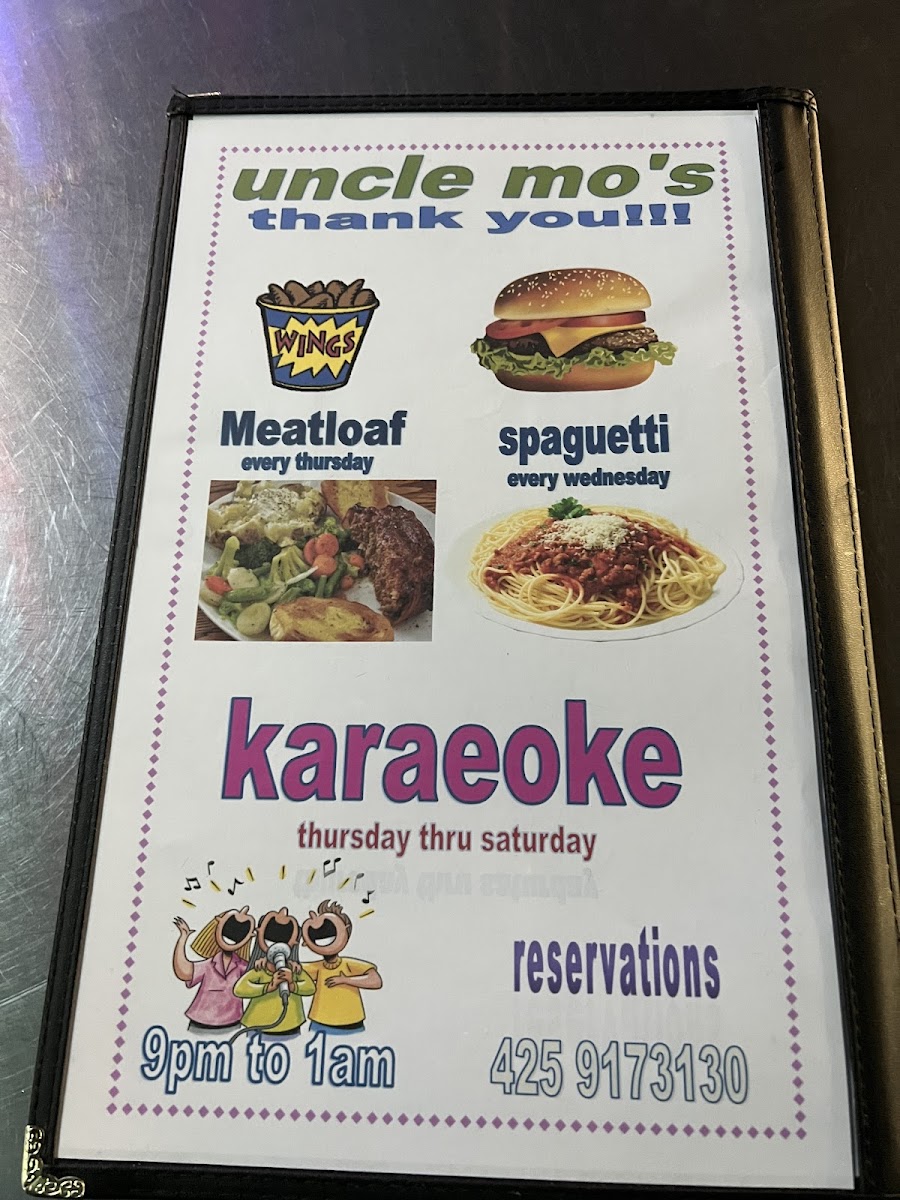 uncle mo's
thank you!!!
WINGS
Meatloaf
every thursday
spaguetti
every wednesday
karaeoke
thursday thru saturday
9pm to 1am
reservations
425 9173130